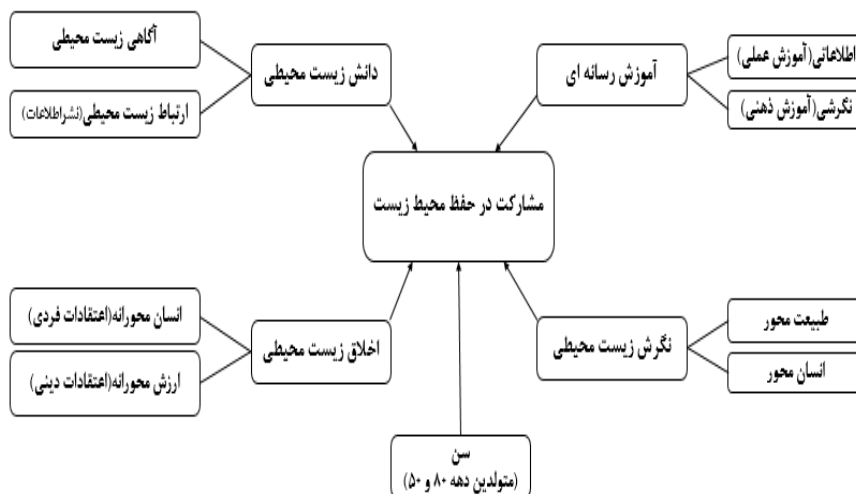 اطلاعاتی(آموزش عملی)
نگرشی(آموزش ذهنی)
آموزش رسانه ای
آگاهی زیست محیطی
ارتباط زیست محیطی(نشراطلاعات)
دانش زیست محیطی
مشارکت در حفظ محیط زیست
طبیعت محور
انسان محور
نگرش زیست محیطی
انسان محورانه(اعتقادات فردی)
ارزش محورانه(اعتقادات دینی)
اخلاق زیست محیطی
سن
(متولدین دهه ۸۰ و ۵۰)